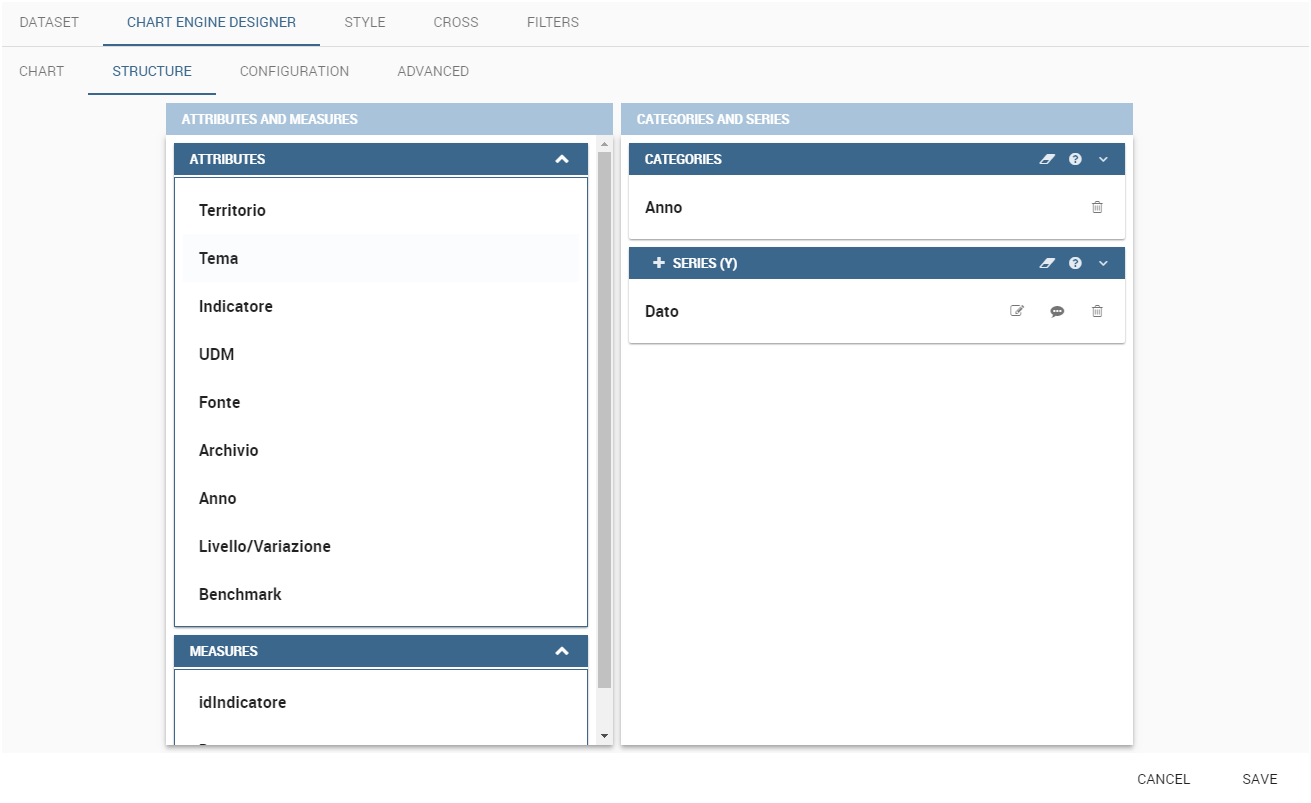 DATASET CHART ENGINE DESIGNER STYLE CROSS FILTERS
CHART STRUCTURE CONFIGURATION ADVANCED
ATTRIBUTES AND MEASURES
ATTRIBUTES
Territorio
Tema
Indicatore
UDM
Fonte
Archivio
Anno
Livello/Variazione
Benchmark
MEASURES
idIndicatore
CATEGORIES AND SERIES
CATEGORIES
Anno
SERIES (Y)
Dato
CANCEL SAVE